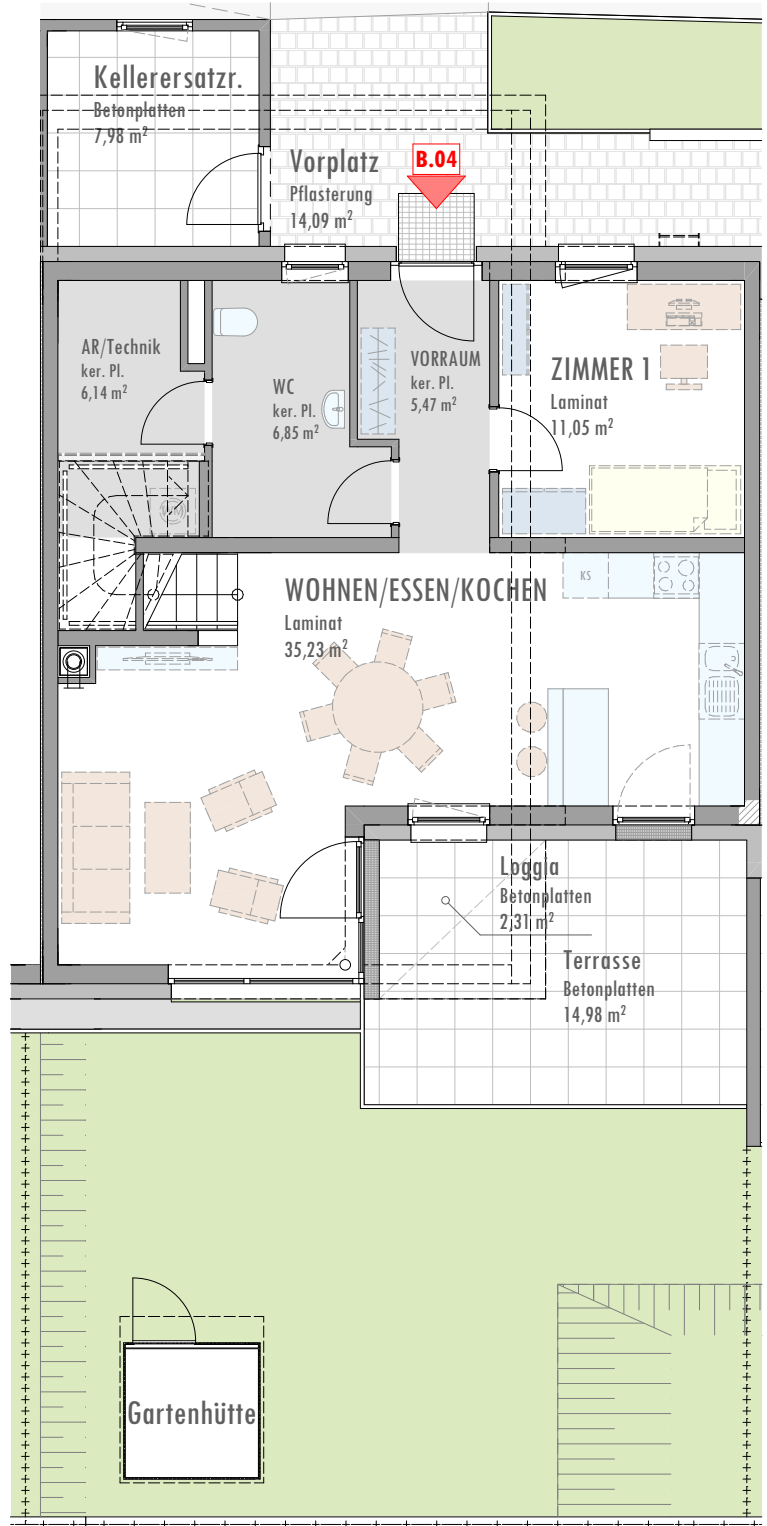 Kellerersatzr.
Betonplatten
7,98 m²
Vorplatz
Pflasterung
14,09 m²
B.04
AR/Technik
ker. Pl.
6,14 m²
WC
ker. Pl.
6,85 m²
VORRAUM
ker. Pl.
5,47 m²
ZIMMER 1
Laminat
11,05 m²
WM
WOHNEN/ESSEN/KOCHEN
Laminat
35,23 m²
KS
Loggia
Betonplatten
2,31 m²
Terrasse
Betonplatten
14,98 m²
Gartenhütte